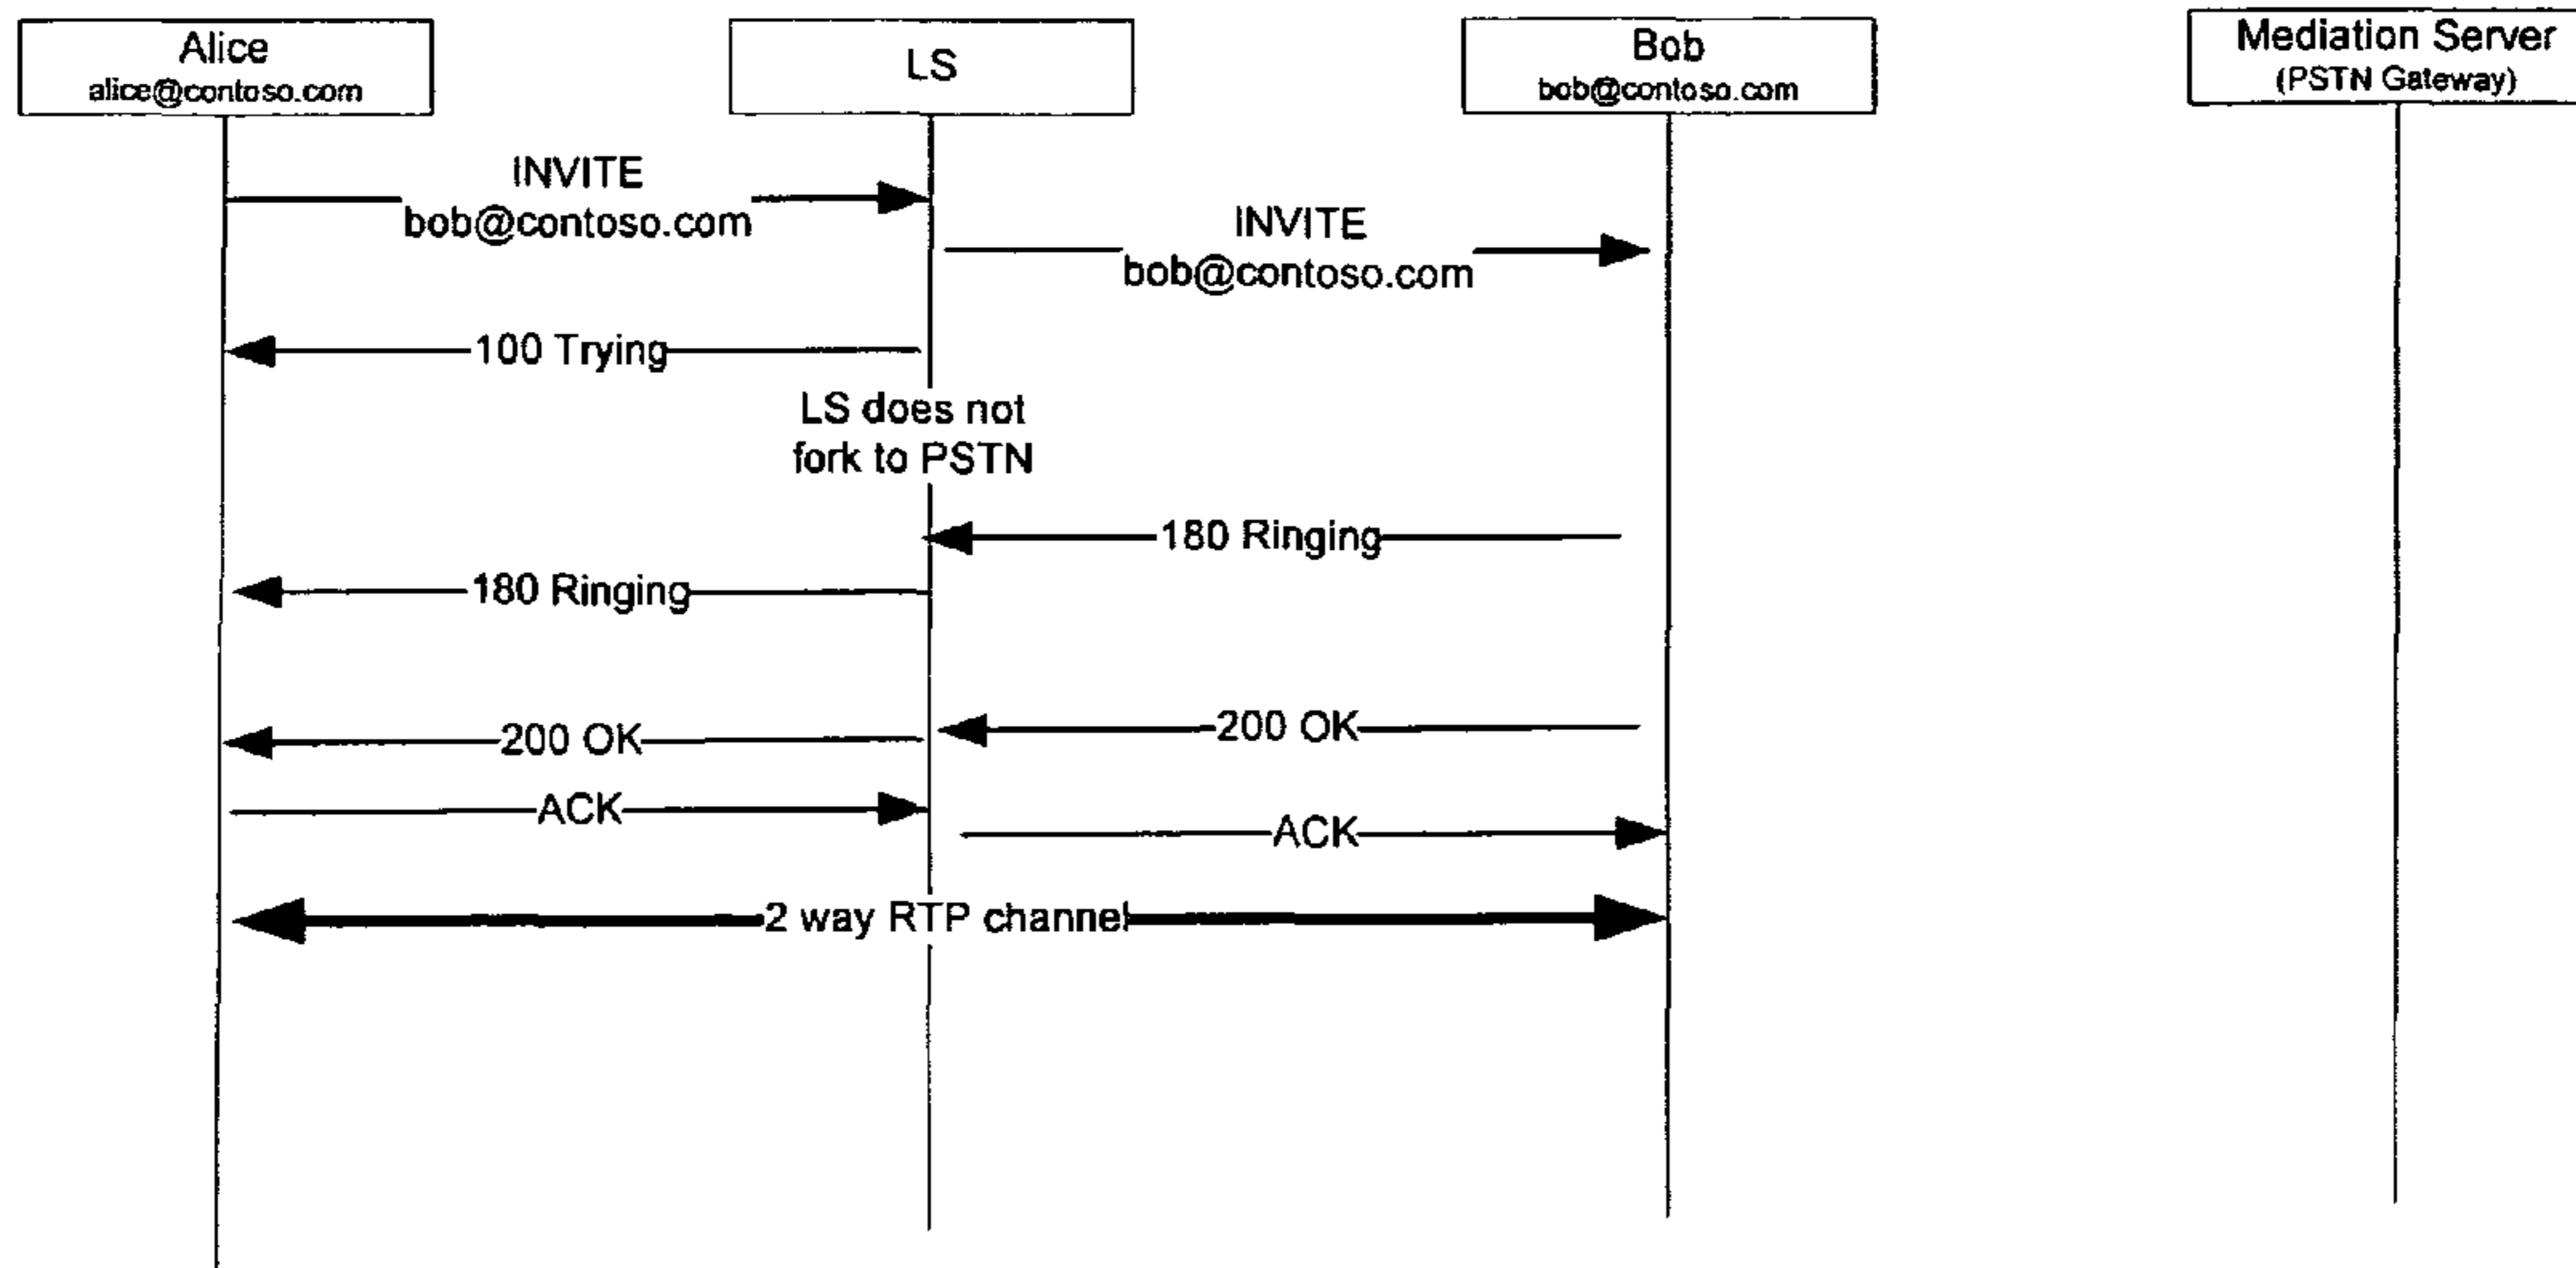 Alice
alice@contoso.com
LS
Bob
bob@contoso.com
Mediation Server
(PSTN Gateway)
INVITE
bob@contoso.com
INVITE
bob@contoso.com
100 Trying
LS does not
fork to PSTN
180 Ringing
180 Ringing
200 OK
200 OK
ACK
ACK
2 way RTP channel